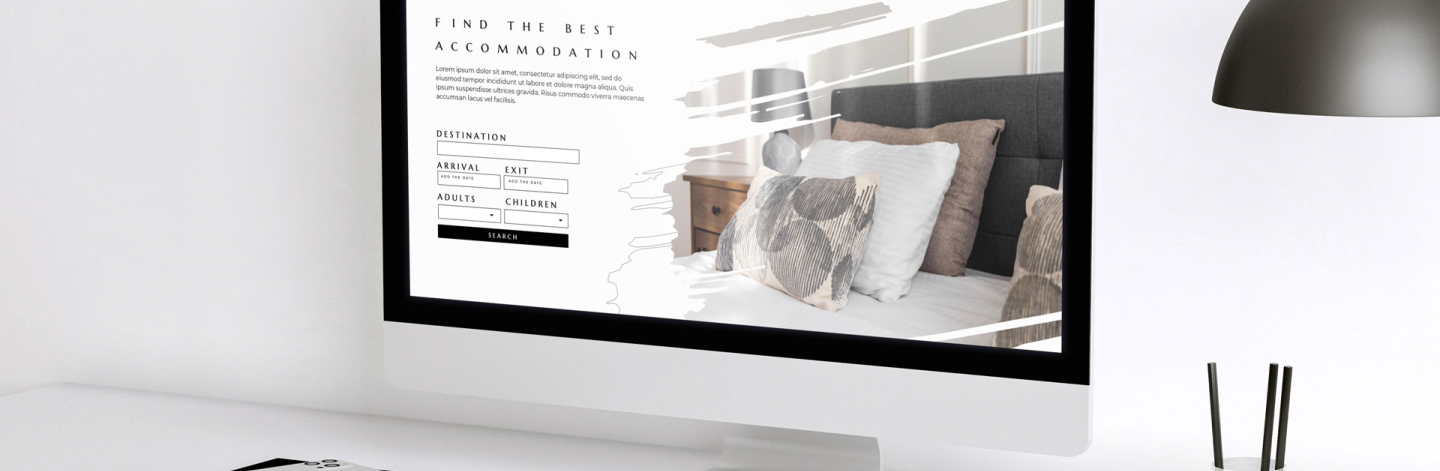 FIND THE BEST
ACCOMMODATION
Lorem ipsum dolor sit amet, consectetur adipiscing elit, sed do
eiusmod tempor incididunt ut labore et dolore magna aliqua. Quis
ipsum suspendisse ultrices gravida. Risus commodo viverra maecenas
accumsan lacus vel facilisis.
DESTINATION
ARRIVAL EXIT
ADD THE DATE ADD THE DATE
ADULTS CHILDREN
SEARCH